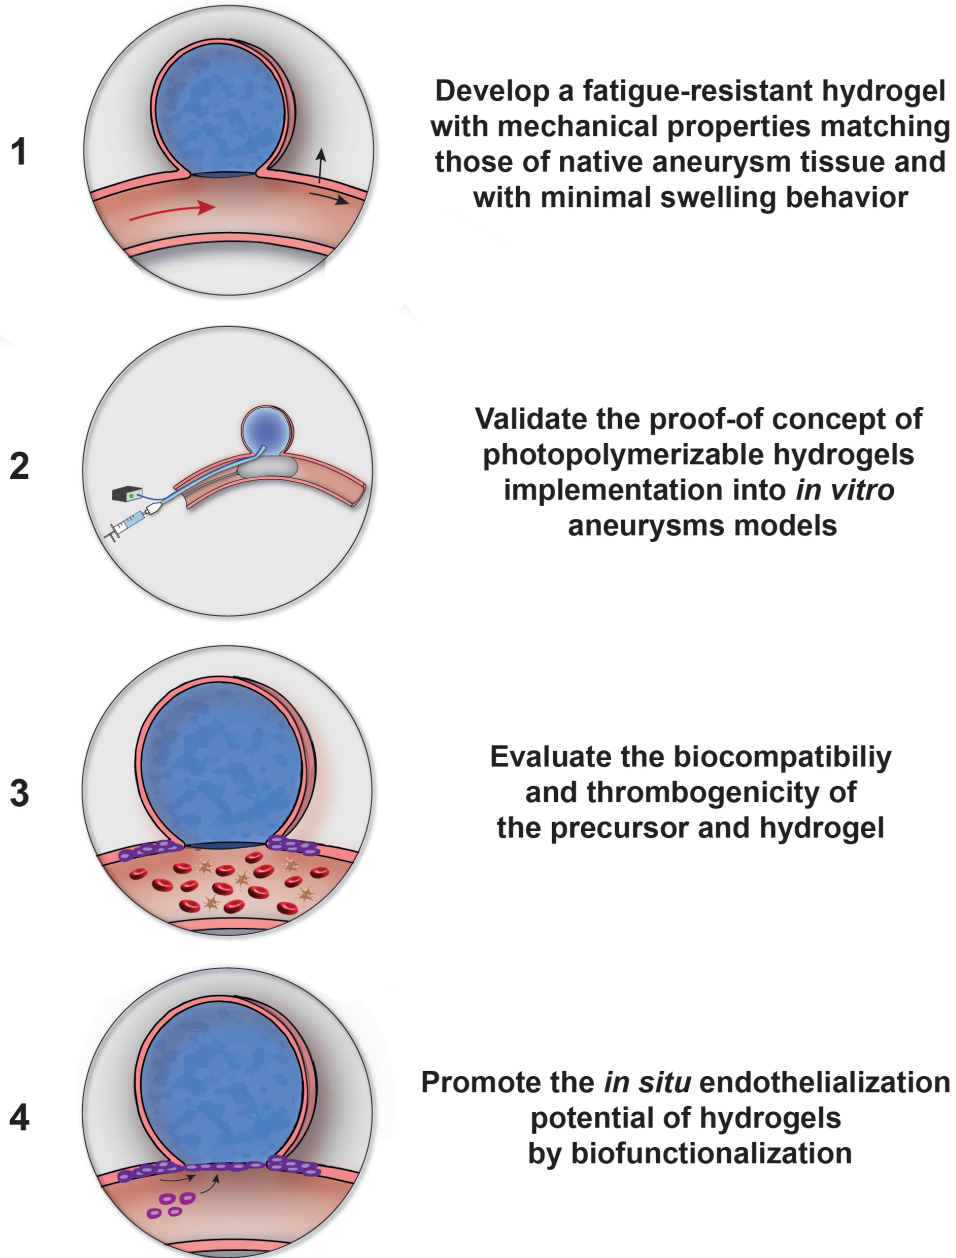 1
Develop a fatigue-resistant hydrogel
with mechanical properties matching
those of native aneurysm tissue and
with minimal swelling behavior
2
Validate the proof-of concept of
photopolymerizable hydrogels
implementation into in vitro
aneurysms models
3
Evaluate the biocompatibiliy
and thrombogenicity of
the precursor and hydrogel
4
Promote the in situ endothelialization
potential of hydrogels
by biofunctionalization